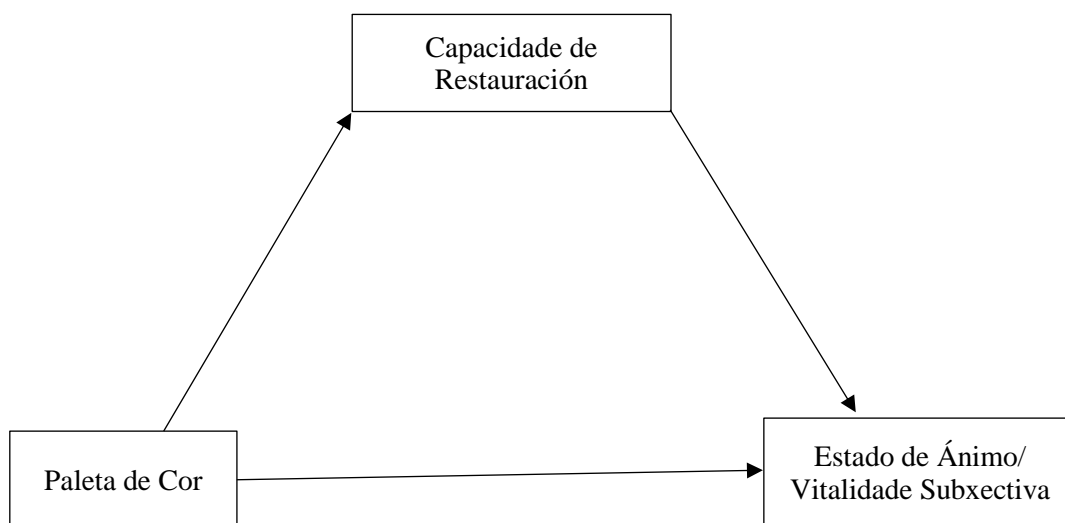 Capacidade de
Restauración
Paleta de Cor
Estado de Ánimo/
Vitalidade Subxectiva